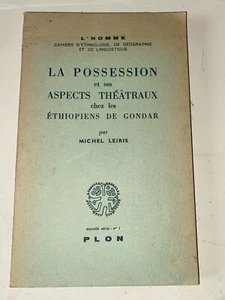 L'HOMME
CAHIERS D'ETHNOLOGIE, DE GÉOGRAPHIE
ET DE LINGUISTIQUE
LA POSSESSION
et ses
ASPECTS THÉÂTRAUX
chez les
ÉTHIOPIENS DE GONDAR
par
MICHEL LEIRIS
nouvelle série - nº 1
PLON